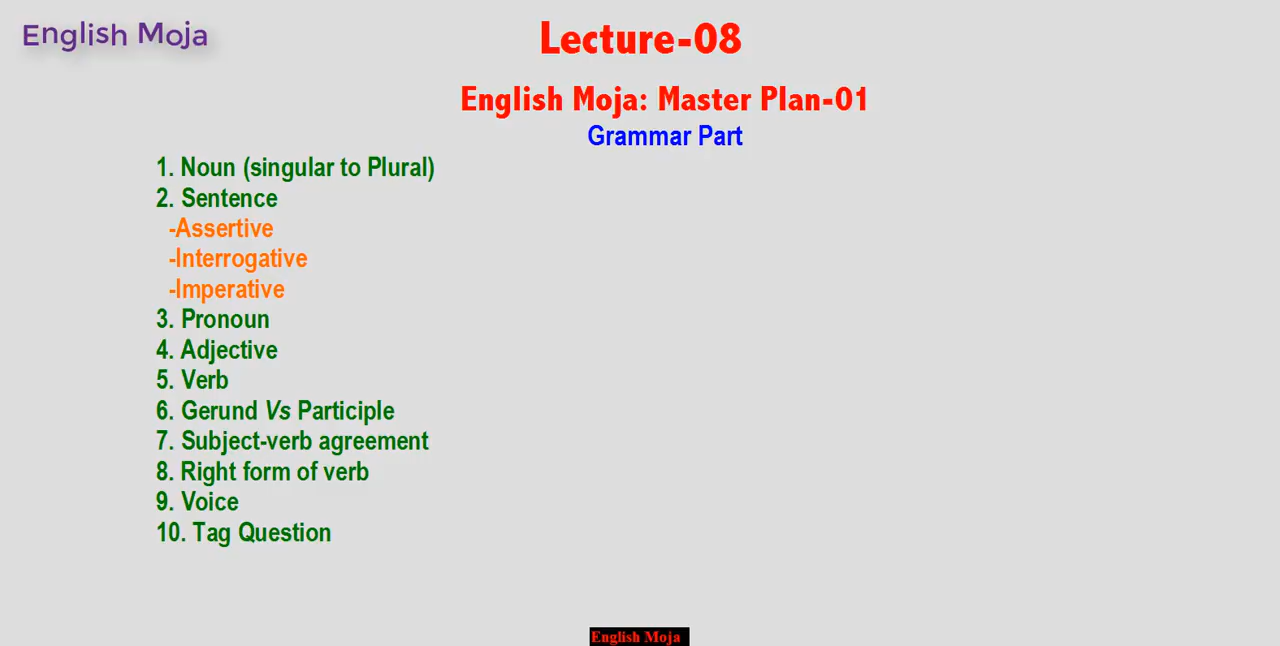 English Moja
Lecture-08
English Moja: Master Plan-01
Grammar Part
1. Noun (singular to Plural)
2. Sentence
-Assertive
-Interrogative
-Imperative
3. Pronoun
4. Adjective
5. Verb
6. Gerund Vs Participle
7. Subject-verb agreement
8. Right form of verb
9. Voice
10. Tag Question
English Moja